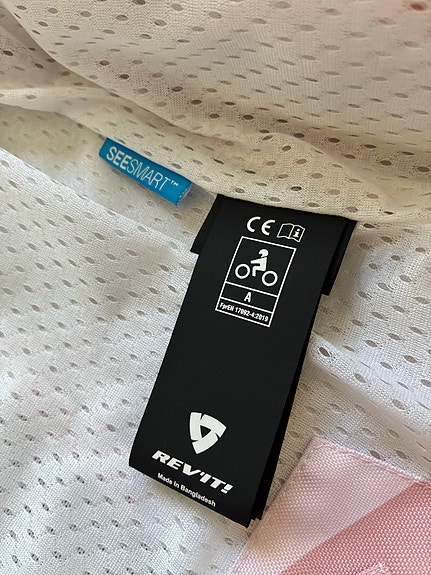 SEESMART™
CE
A
FprEN 17092-4:2019
REV'IT!
Made in Bangladesh